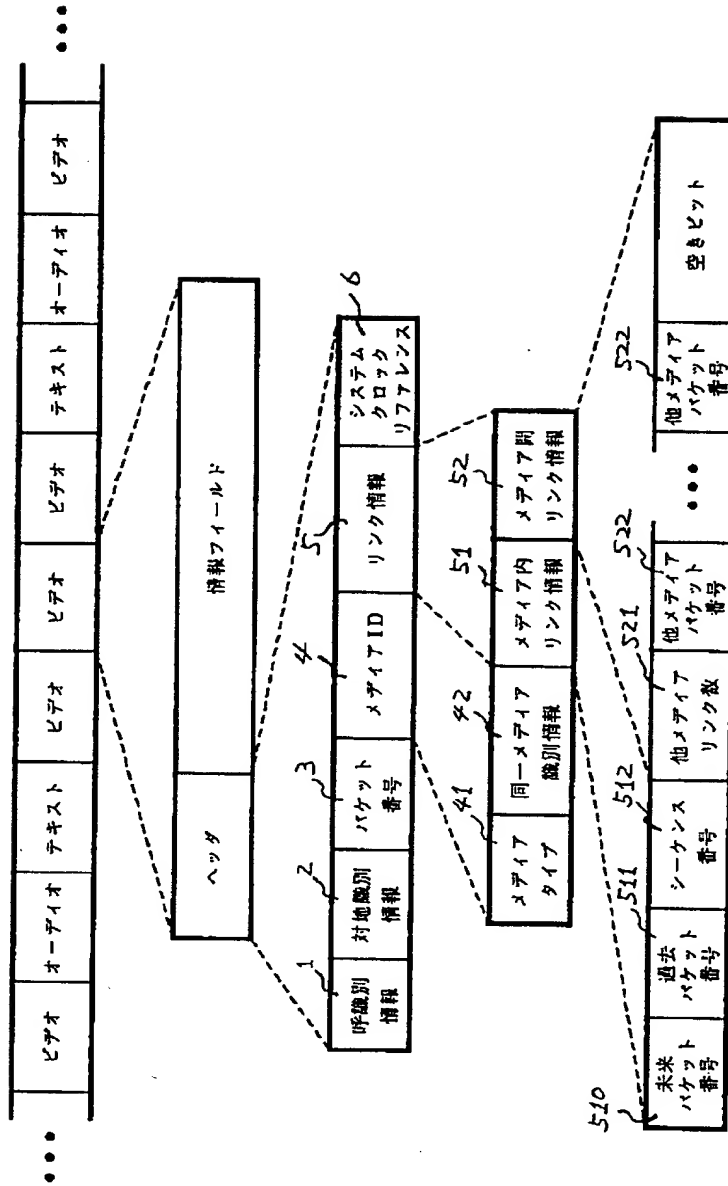 •••
ビデオ
オーディオ
テキスト
ビデオ
ビデオ
ビデオ
テキスト
オーディオ
ビデオ
•••
ヘッダ
情報フィールド
1
2
3
4
5
6
呼識別
情報
対地識別
情報
パケット
番号
メディアID
リンク情報
システム
クロック
リファレンス
41
42
51
52
メディア
タイプ
同一メディア
識別情報
メディア内
リンク情報
メディア間
リンク情報
510
511
512
521
522
522
未来
パケット
番号
過去
パケット
番号
シーケンス
番号
他メディア
リンク数
他メディア
パケット
番号
•••
他メディア
パケット
番号
空きビット